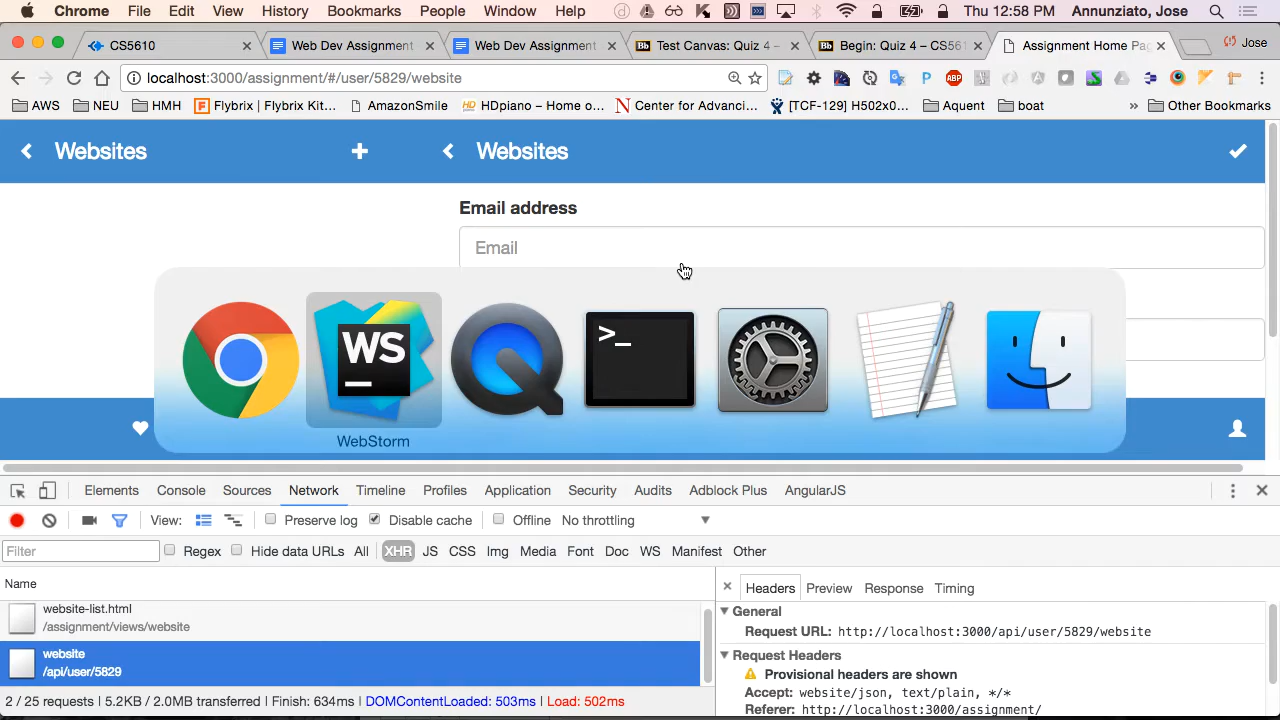 Chrome File Edit View History Bookmarks People Window Help Thu 12:58 PM Annunziato, Jose
CS5610 Web Dev Assignment Web Dev Assignment Bb Test Canvas: Quiz 4 – Bb Begin: Quiz 4 – CS56 Assignment Home Pa Jose
localhost:3000/assignment/#/user/5829/website
AWS NEU HMH Flybrix | Flybrix Kit... AmazonSmile HDpiano – Home o... Center for Advanci... [TCF-129] H502x0... Aquent boat » Other Bookmarks
Websites + Websites
Email address
Email
WS >_
WebStorm
Elements Console Sources Network Timeline Profiles Application Security Audits Adblock Plus AngularJS
View: Preserve log Disable cache Offline No throttling
Filter Regex Hide data URLs All XHR JS CSS Img Media Font Doc WS Manifest Other
Name
website-list.html
/assignment/views/website
website
/api/user/5829
2 / 25 requests | 5.2KB / 2.0MB transferred | Finish: 634ms | DOMContentLoaded: 503ms | Load: 502ms
Headers Preview Response Timing
General
Request URL: http://localhost:3000/api/user/5829/website
Request Headers
Provisional headers are shown
Accept: website/json, text/plain, */*
Referer: http://localhost:3000/assignment/